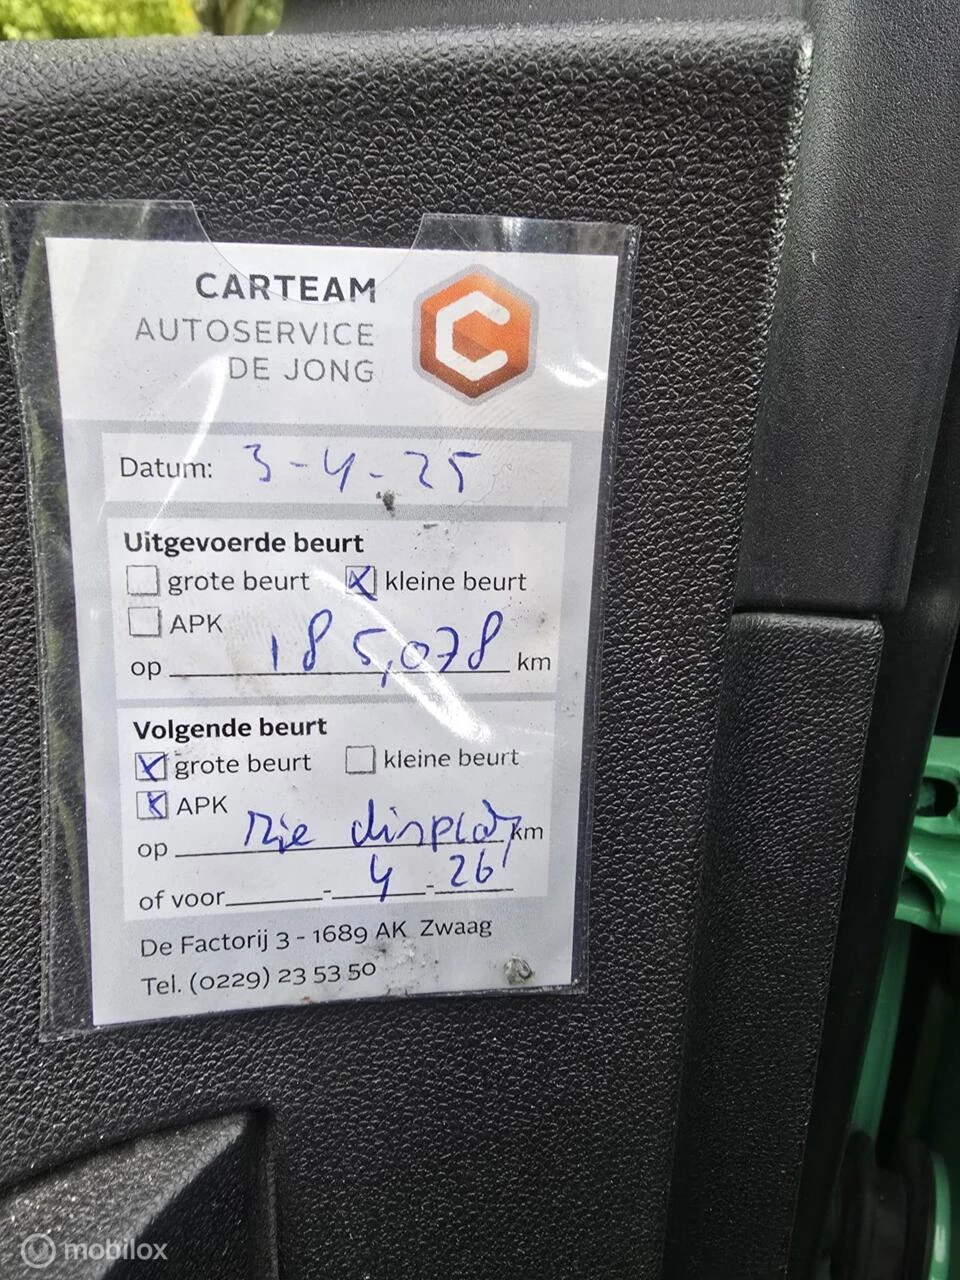 CARTEAM
AUTOSERVICE
DE JONG
Datum: 3-4-25
Uitgevoerde beurt
grote beurt kleine beurt
APK
op 185,078 km
Volgende beurt
grote beurt kleine beurt
APK
op zie display km
of voor - 4 - 26
De Factorij 3 - 1689 AK Zwaag
Tel. (0229) 23 53 50
mobilox